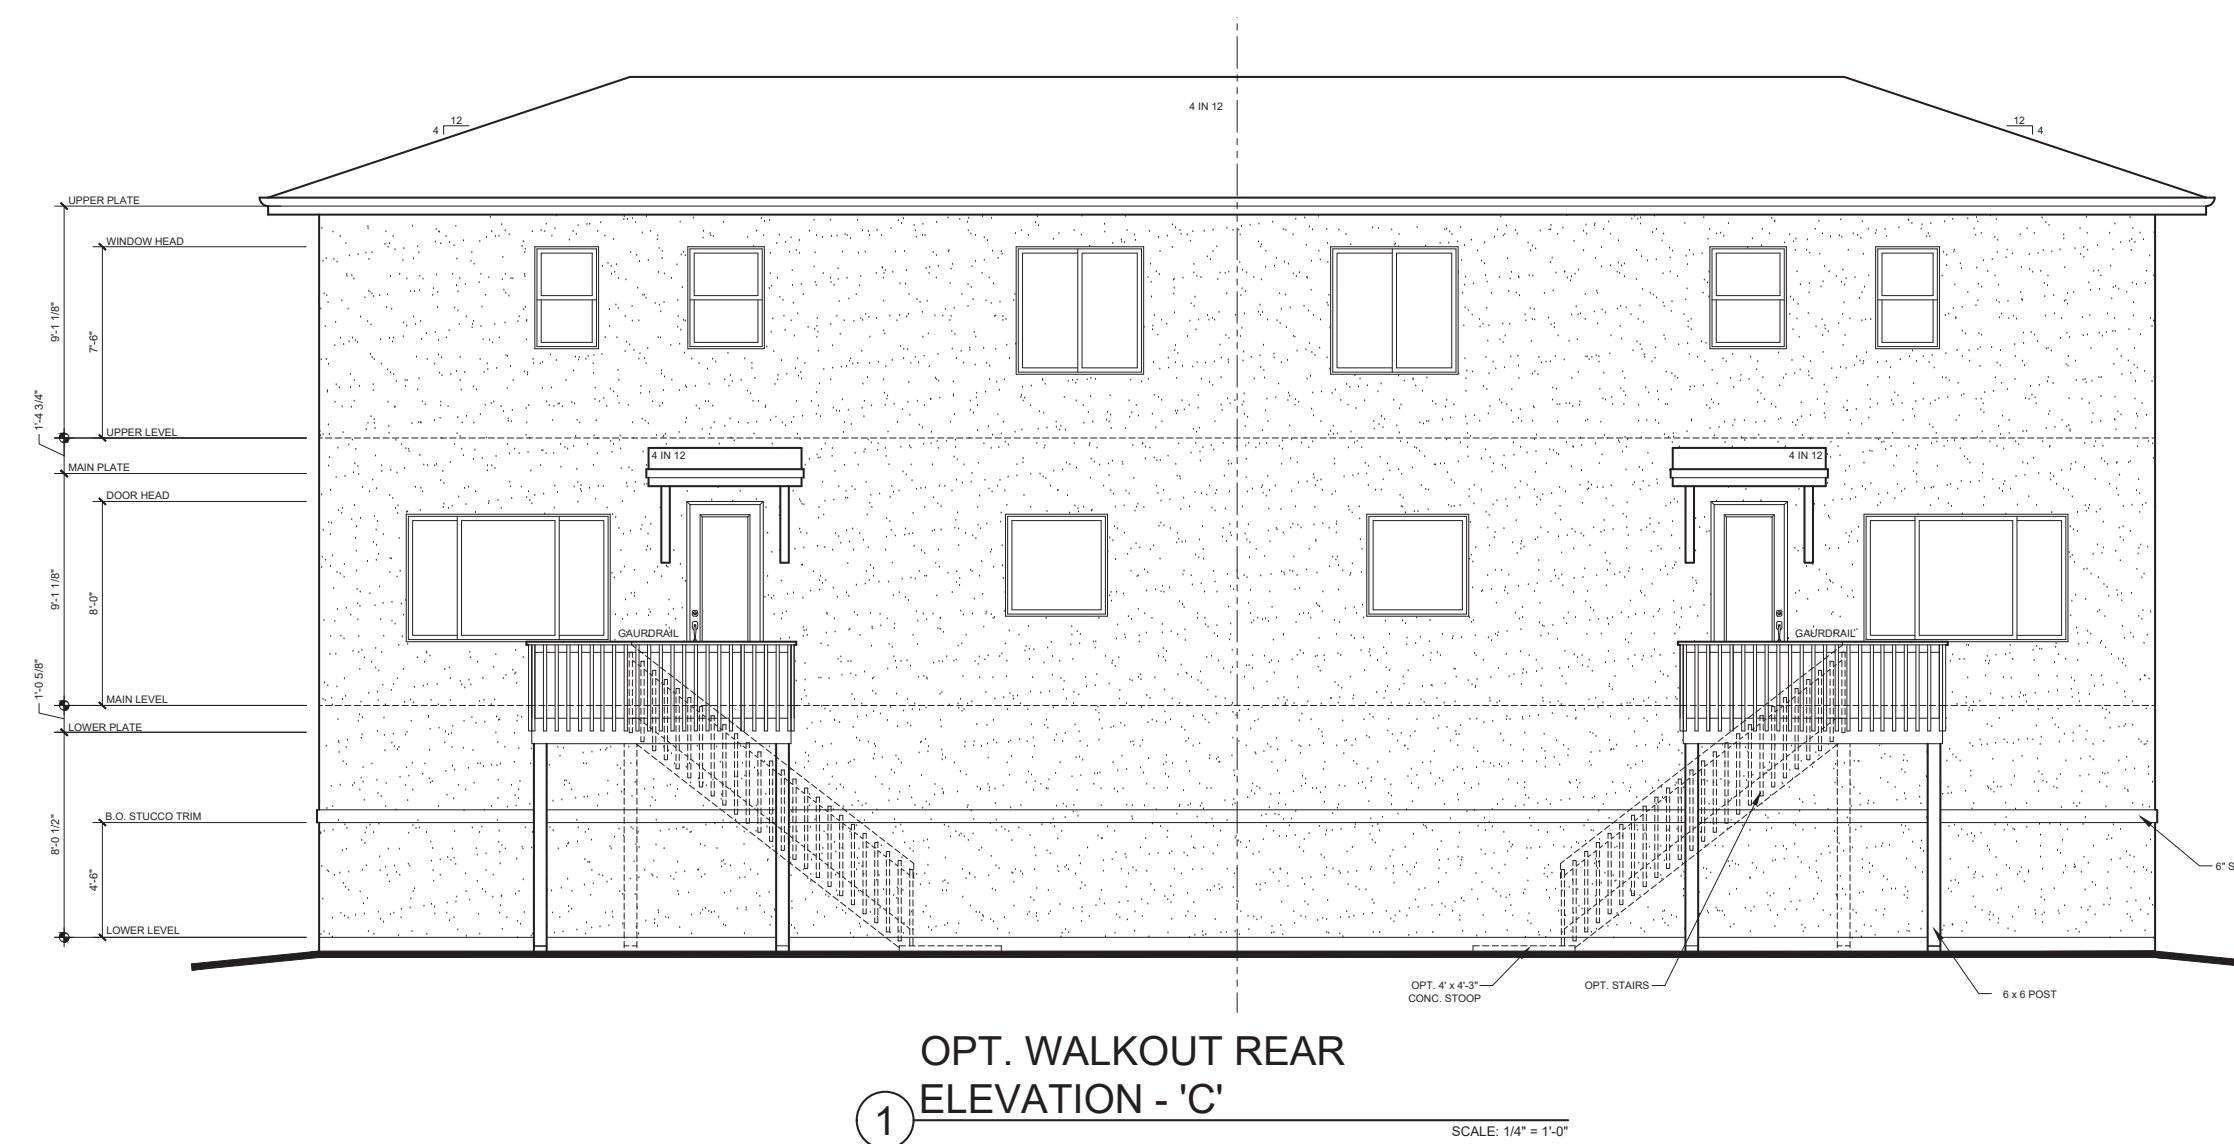 4 IN 12
12
4
12
4
UPPER PLATE
WINDOW HEAD
9'-1 1/8"
7'-6"
1'-4 3/4"
UPPER LEVEL
MAIN PLATE
4 IN 12
4 IN 12
DOOR HEAD
9'-1 1/8"
8'-0"
GAURDRAIL
GAURDRAIL
1'-0 5/8"
MAIN LEVEL
LOWER PLATE
B.O. STUCCO TRIM
8'-0 1/2"
4'-6"
6" S
LOWER LEVEL
OPT. 4' x 4'-3"
CONC. STOOP
OPT. STAIRS
6 x 6 POST
OPT. WALKOUT REAR
ELEVATION - 'C'
1
SCALE: 1/4" = 1'-0"